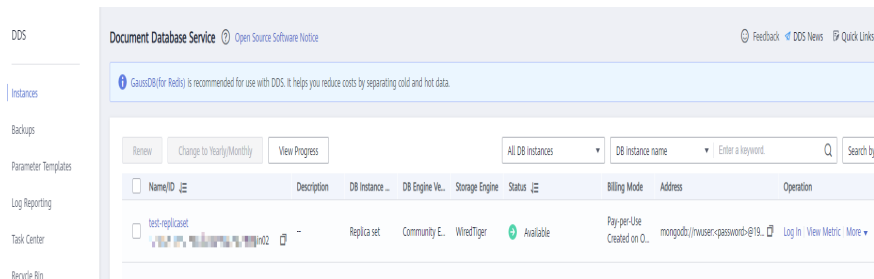 DDS
Document Database Service ? Open Source Software Notice
Feedback DDS News Quick Links
GaussDB(for Redis) is recommended for use with DDS. It helps you reduce costs by separating cold and hot data.
Instances
Backups
Parameter Templates
Log Reporting
Task Center
Recycle Bin
Renew Change to Yearly/Monthly View Progress All DB instances DB instance name Enter a keyword. Search by
Name/ID Description DB Instance ... DB Engine Ve... Storage Engine Status Billing Mode Address Operation
test-replicaset
in02 -- Replica set Community E... WiredTiger Available
Pay-per-Use
Created on O...
mongodb://rwuser:<password>@19... Log In View Metric More